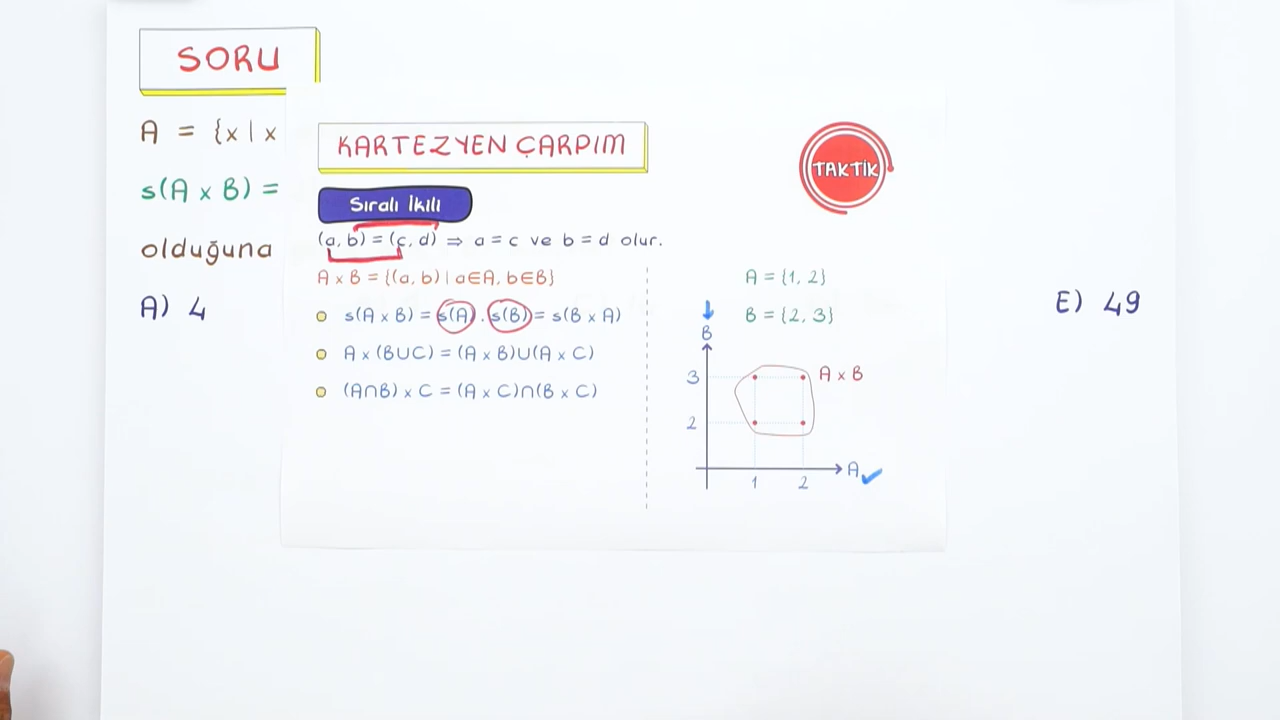 SORU
A = {x | x
s(A x B) =
olduğuna
A) 4
E) 49
KARTEZYEN ÇARPIM
TAKTİK
Sıralı İkili
(a, b) = (c, d) ⇒ a = c ve b = d olur.
A x B = {(a, b) | a∈A, b∈B}
s(A x B) = s(A) . s(B) = s(B x A)
A x (B∪C) = (A x B)∪(A x C)
(A∩B) x C = (A x C)∩(B x C)
A = {1, 2}
B = {2, 3}
B
3
A x B
2
A
1 2